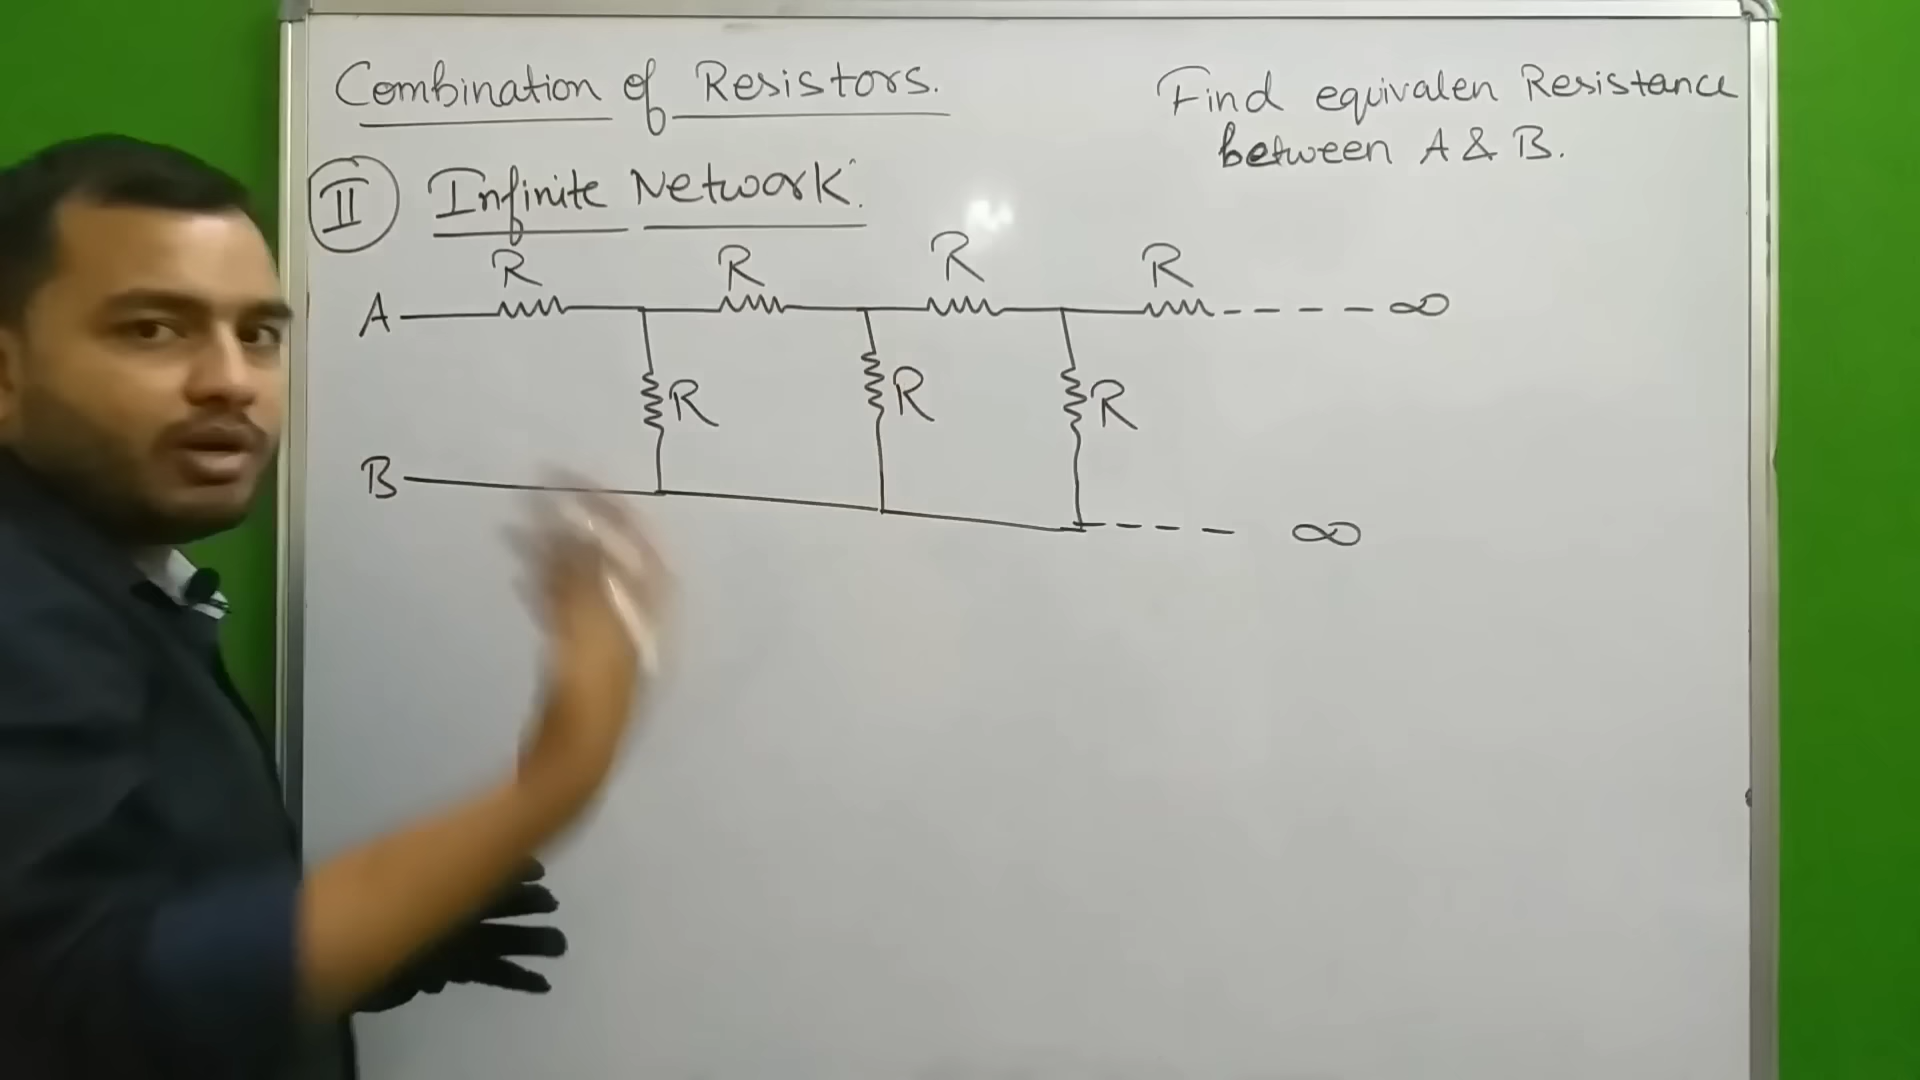 Combination of Resistors.
Find equivalen Resistance
between A & B.
II Infinite Network.
R R R R
A ∞
R R R
B ∞